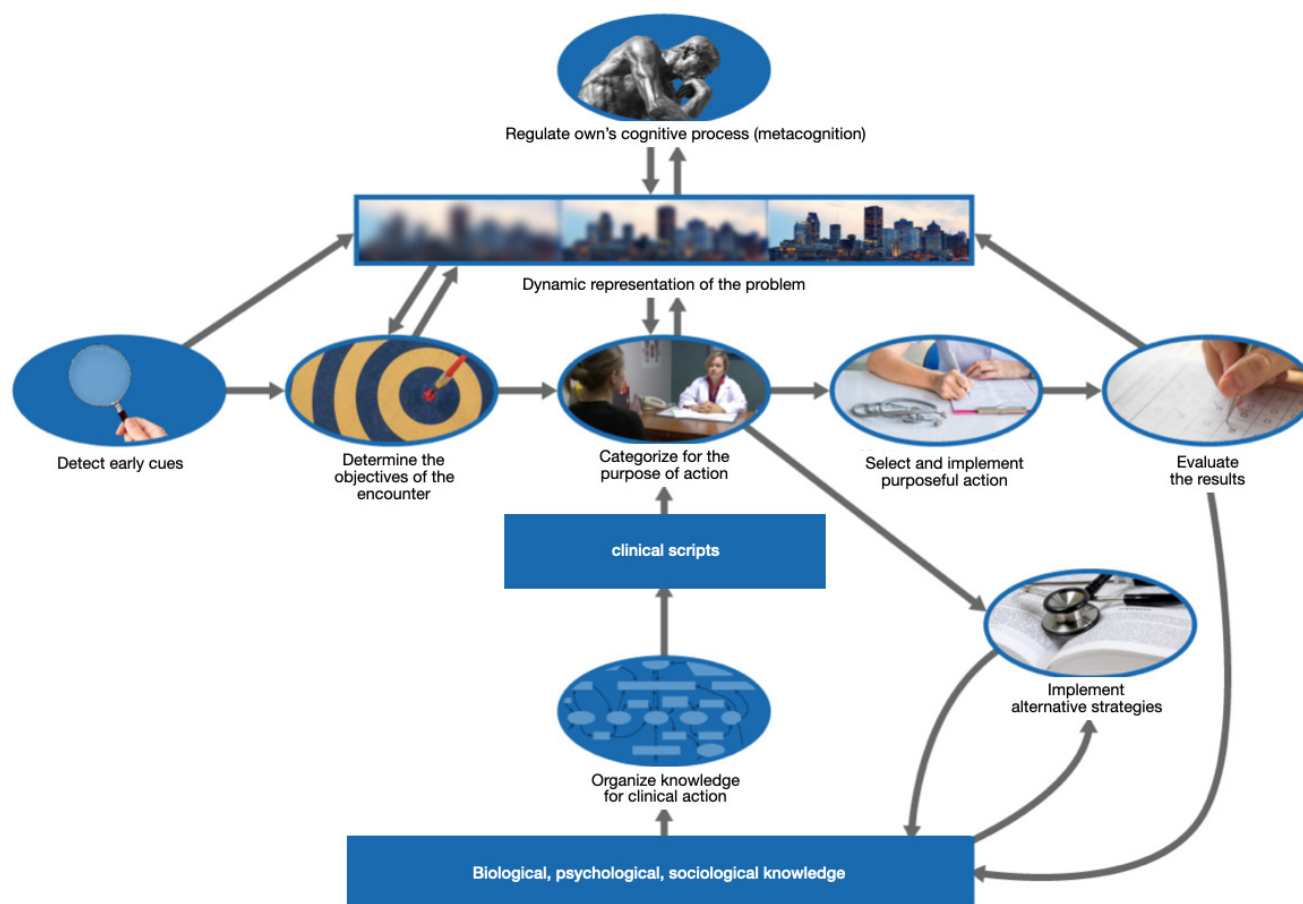 Regulate own's cognitive process (metacognition)
Dynamic representation of the problem
Detect early cues
Determine the
objectives of the
encounter
Categorize for the
purpose of action
Select and implement
purposeful action
Evaluate
the results
clinical scripts
Implement
alternative strategies
Organize knowledge
for clinical action
Biological, psychological, sociological knowledge